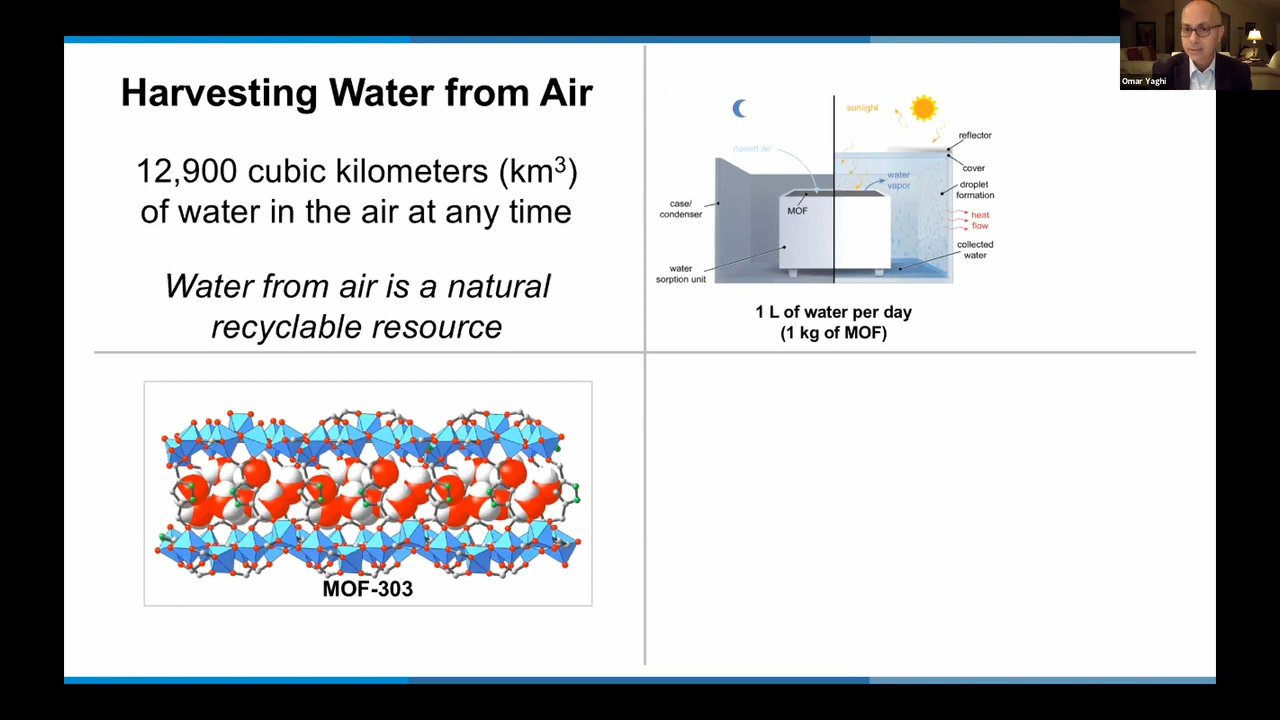 Harvesting Water from Air
12,900 cubic kilometers (km³)
of water in the air at any time
Water from air is a natural
recyclable resource
sunlight
reflector
desert air
cover
water
vapor
droplet
formation
case/
condenser
MOF
heat
flow
collected
water
water
sorption unit
1 L of water per day
(1 kg of MOF)
MOF-303
Omar Yaghi